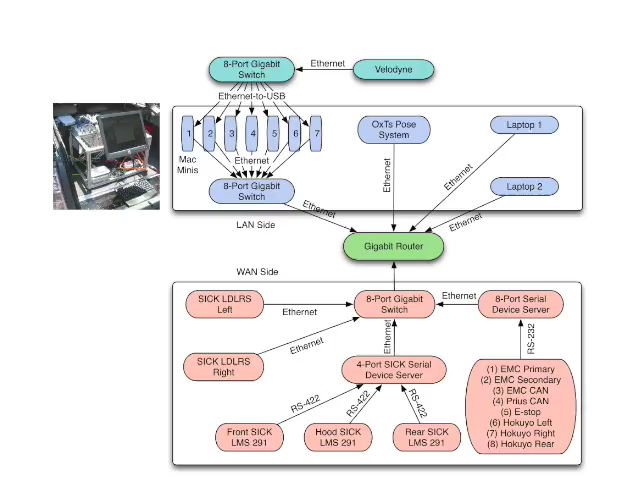 8-Port Gigabit
Switch
Ethernet
Velodyne
Ethernet-to-USB
1 2 3 4 5 6 7
Mac
Minis
Ethernet
8-Port Gigabit
Switch
OxTs Pose
System
Laptop 1
Laptop 2
Ethernet
Ethernet
Ethernet
Ethernet
LAN Side
Gigabit Router
WAN Side
SICK LDLRS
Left
Ethernet
8-Port Gigabit
Switch
Ethernet
8-Port Serial
Device Server
SICK LDLRS
Right
Ethernet
Ethernet
RS-232
4-Port SICK Serial
Device Server
RS-422
RS-422
RS-422
Front SICK
LMS 291
Hood SICK
LMS 291
Rear SICK
LMS 291
(1) EMC Primary
(2) EMC Secondary
(3) EMC CAN
(4) Prius CAN
(5) E-stop
(6) Hokuyo Left
(7) Hokuyo Right
(8) Hokuyo Rear